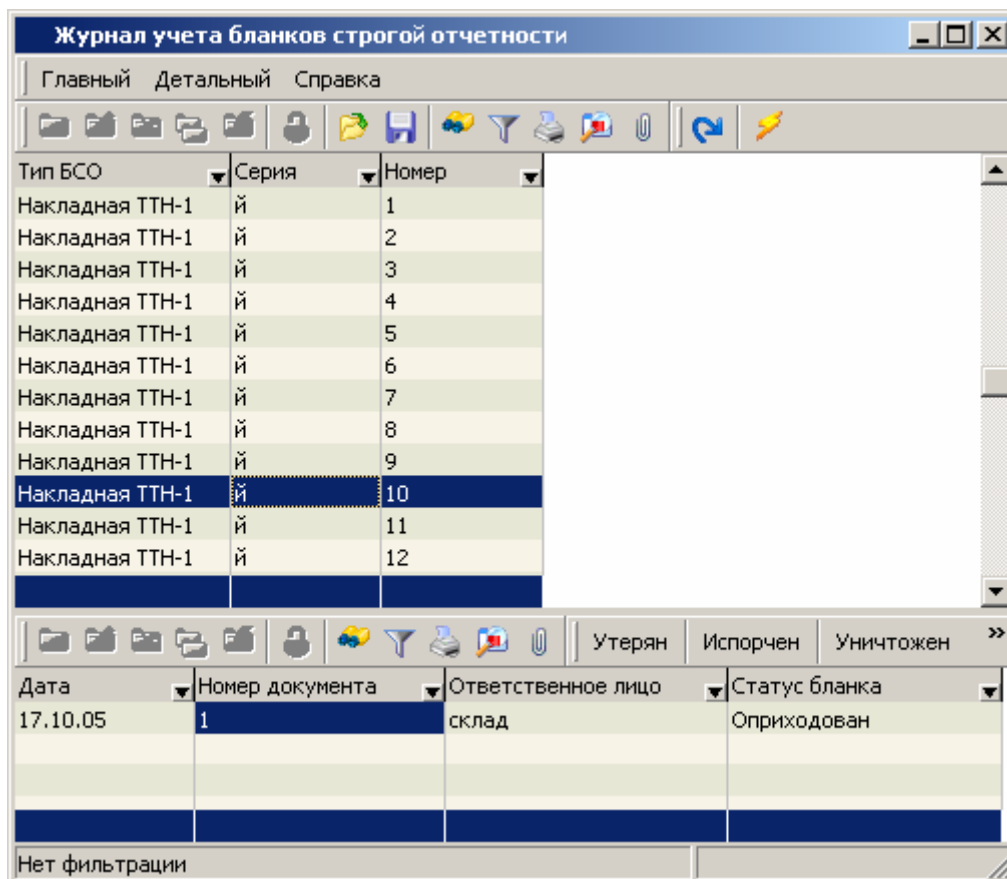 Журнал учета бланков строгой отчетности
Главный Детальный Справка
Тип БСО Серия Номер
Накладная ТТН-1 й 1
Накладная ТТН-1 й 2
Накладная ТТН-1 й 3
Накладная ТТН-1 й 4
Накладная ТТН-1 й 5
Накладная ТТН-1 й 6
Накладная ТТН-1 й 7
Накладная ТТН-1 й 8
Накладная ТТН-1 й 9
Накладная ТТН-1 й 10
Накладная ТТН-1 й 11
Накладная ТТН-1 й 12
Утерян Испорчен Уничтожен »
Дата Номер документа Ответственное лицо Статус бланка
17.10.05 1 склад Оприходован
Нет фильтрации